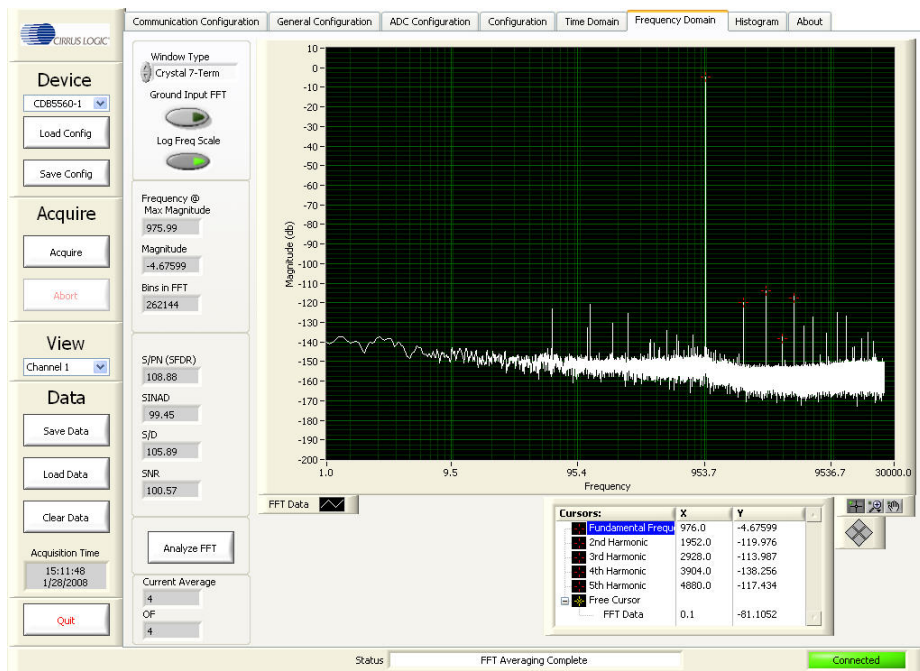 CIRRUS LOGIC
Communication Configuration
General Configuration
ADC Configuration
Configuration
Time Domain
Frequency Domain
Histogram
About
Device
CDB5560-1
Load Config
Save Config
Acquire
Acquire
Abort
View
Channel 1
Data
Save Data
Load Data
Clear Data
Acquisition Time
15:11:48
1/28/2008
Quit
Window Type
Crystal 7-Term
Ground Input FFT
Log Freq Scale
Frequency @
Max Magnitude
975.99
Magnitude
-4.67599
Bins in FFT
262144
S/PN (SFDR)
108.88
SINAD
99.45
S/D
105.89
SNR
100.57
Analyze FFT
Current Average
4
OF
4
Magnitude (db)
10
0
-10
-20
-30
-40
-50
-60
-70
-80
-90
-100
-110
-120
-130
-140
-150
-160
-170
-180
-190
-200
1.0 9.5 95.4 953.7 9536.7 30000.0
Frequency
FFT Data
Cursors: X Y
Fundamental Frequ 976.0 -4.67599
2nd Harmonic 1952.0 -119.976
3rd Harmonic 2928.0 -113.987
4th Harmonic 3904.0 -138.256
5th Harmonic 4880.0 -117.434
Free Cursor
FFT Data 0.1 -81.1052
Status FFT Averaging Complete Connected